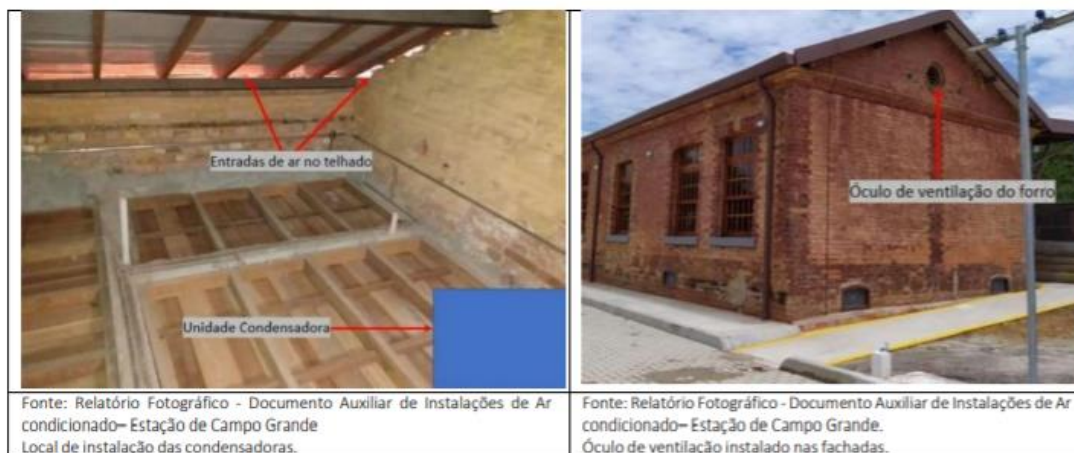 Entradas de ar no telhado
Unidade Condensadora
Óculo de ventilação do forro
Fonte: Relatório Fotográfico - Documento Auxiliar de Instalações de Ar
condicionado– Estação de Campo Grande
Local de instalação das condensadoras.
Fonte: Relatório Fotográfico - Documento Auxiliar de Instalações de Ar
condicionado– Estação de Campo Grande.
Óculo de ventilação instalado nas fachadas.